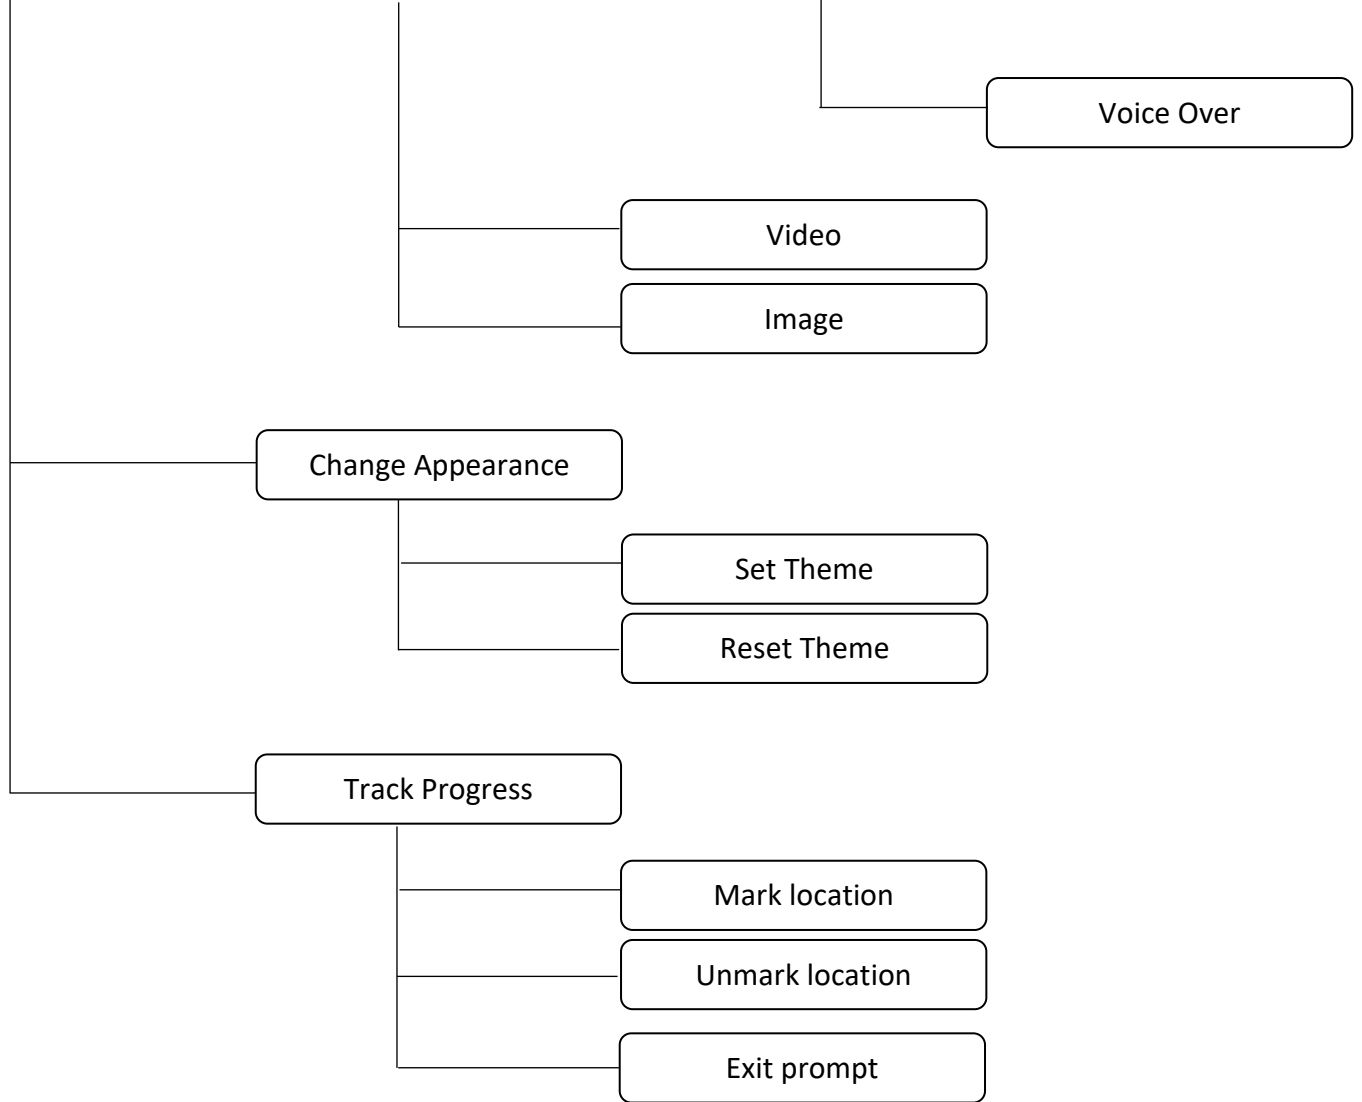 Voice Over
Video
Image
Change Appearance
Set Theme
Reset Theme
Track Progress
Mark location
Unmark location
Exit prompt